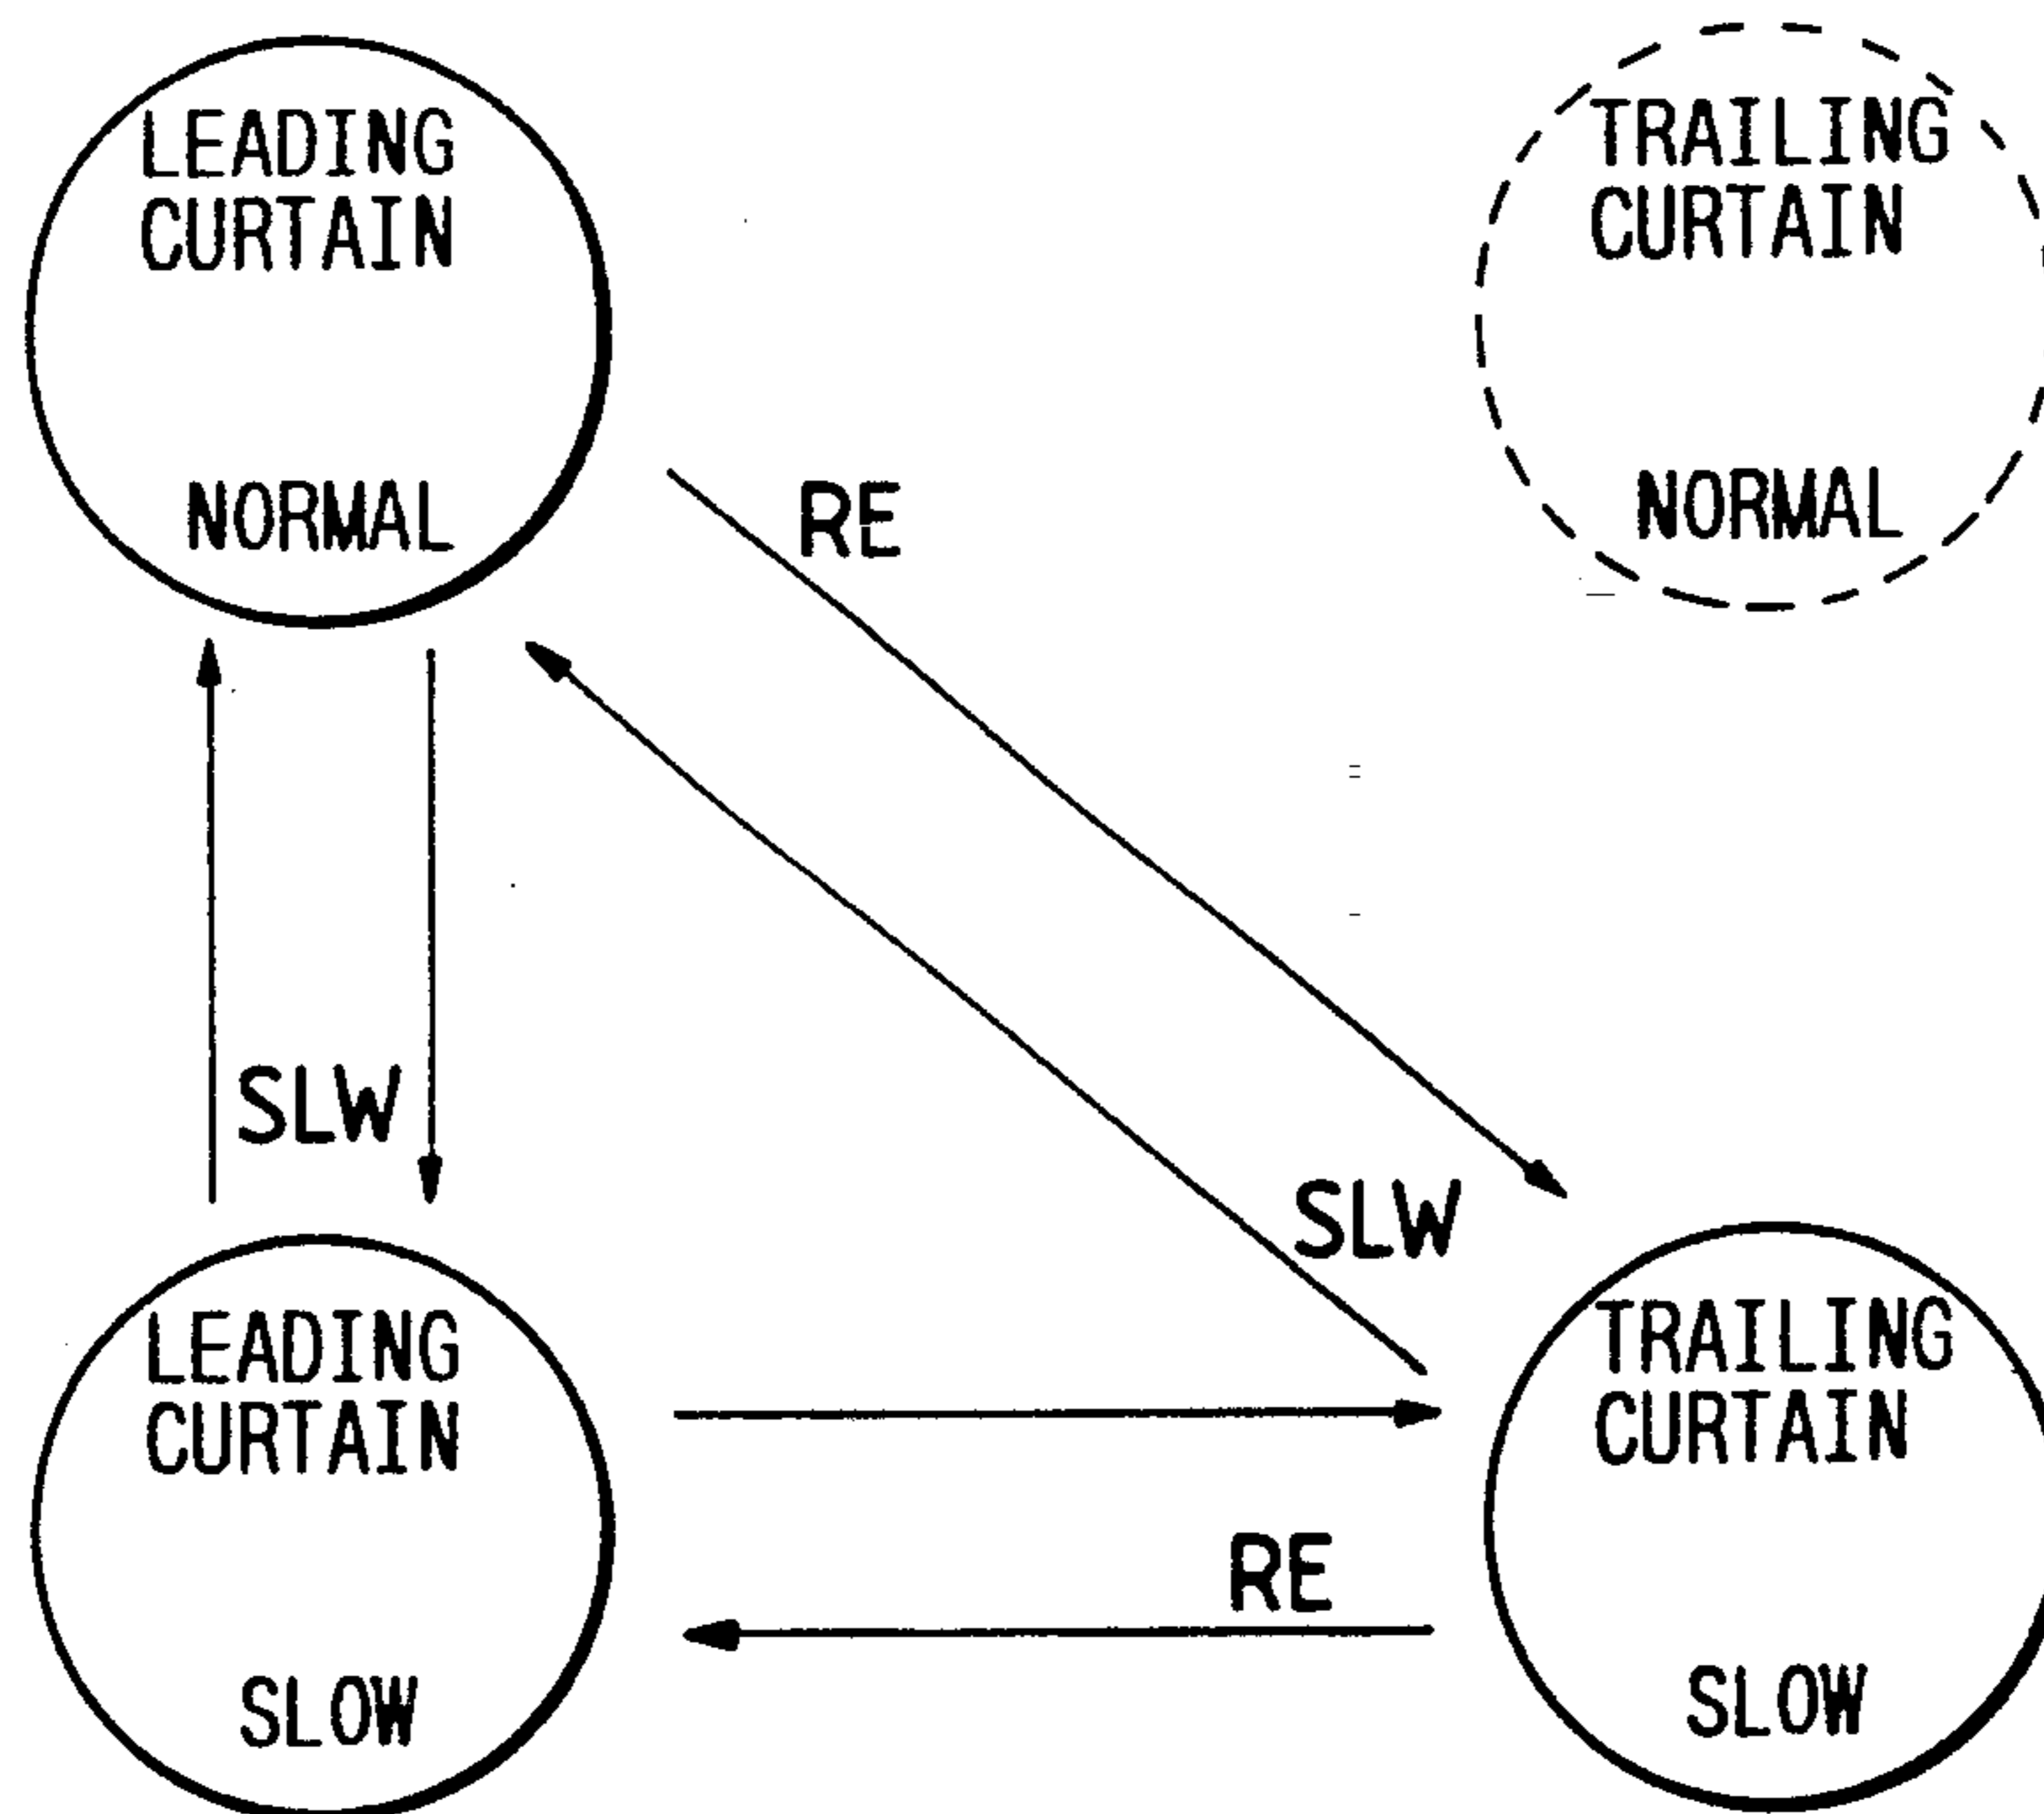 LEADING
CURTAIN
NORMAL
TRAILING
CURTAIN
NORMAL
RE
SLW
SLW
LEADING
CURTAIN
SLOW
RE
TRAILING
CURTAIN
SLOW